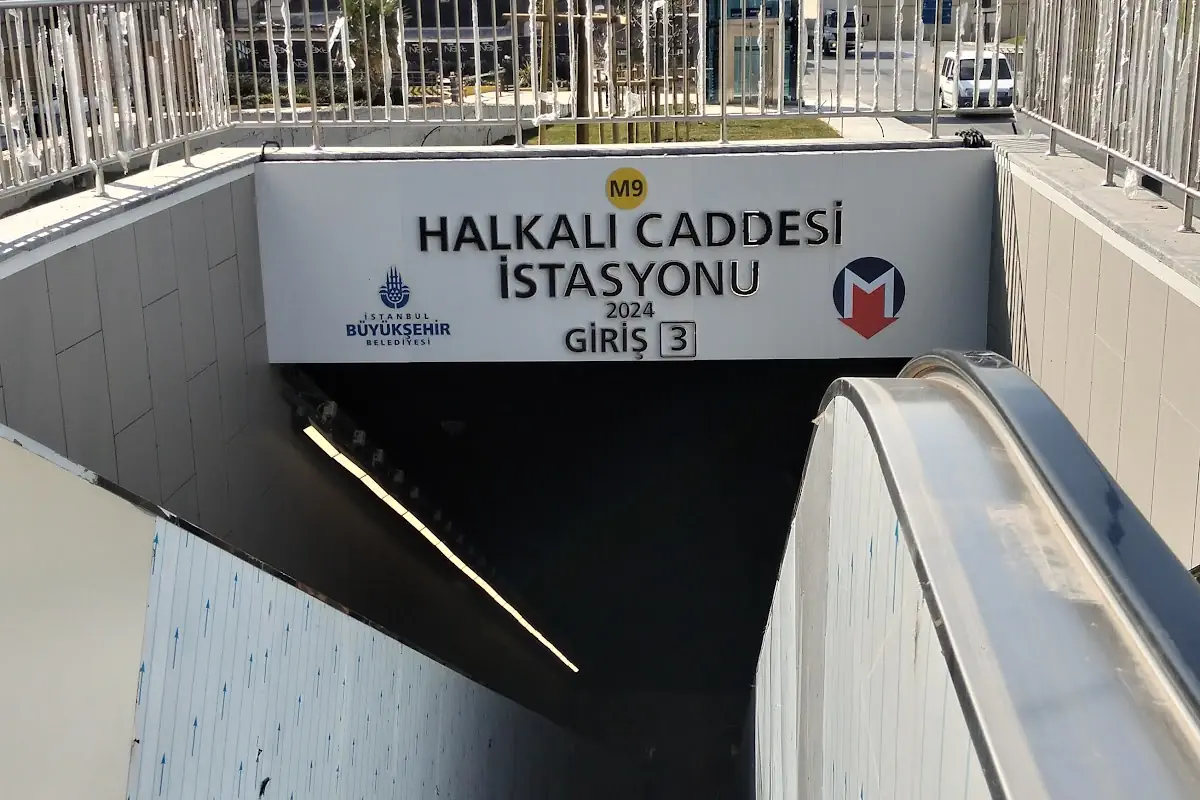 M9
HALKALI CADDESİ
İSTASYONU
2024
GİRİŞ 3
İSTANBUL
BÜYÜKŞEHİR
BELEDİYESİ
M